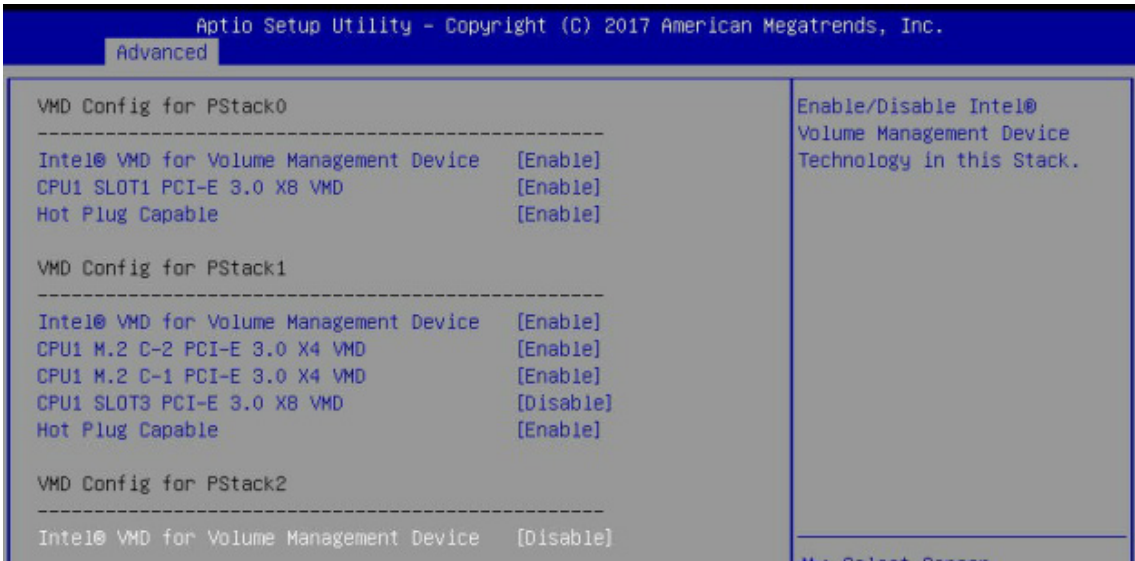 Aptio Setup Utility – Copyright (C) 2017 American Megatrends, Inc.
Advanced
VMD Config for PStack0
Intel® VMD for Volume Management Device [Enable]
CPU1 SLOT1 PCI-E 3.0 X8 VMD [Enable]
Hot Plug Capable [Enable]
VMD Config for PStack1
Intel® VMD for Volume Management Device [Enable]
CPU1 M.2 C-2 PCI-E 3.0 X4 VMD [Enable]
CPU1 M.2 C-1 PCI-E 3.0 X4 VMD [Enable]
CPU1 SLOT3 PCI-E 3.0 X8 VMD [Disable]
Hot Plug Capable [Enable]
VMD Config for PStack2
Intel® VMD for Volume Management Device [Disable]
Enable/Disable Intel®
Volume Management Device
Technology in this Stack.